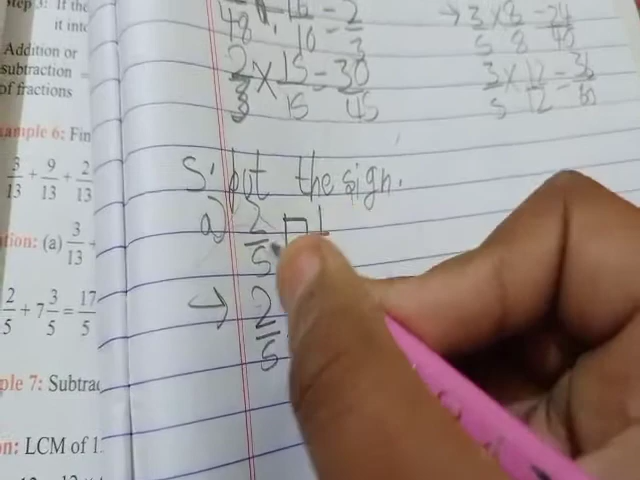 Step 3: If the
it into
Addition or
subtraction =
of fractions
ample 6: Fin
3/13 + 9/13 + 2/13
tion: (a) 3/13 +
2/5 + 7 3/5 = 17/5
ple 7: Subtrac
on: LCM of 1
2/3 × 15/15 = 30/45
→ 3/5 × 8/8 = 24/40
3/5 × 12/12 = 36/60
5. put the sign.
a) 2/5 □
→ 2/5